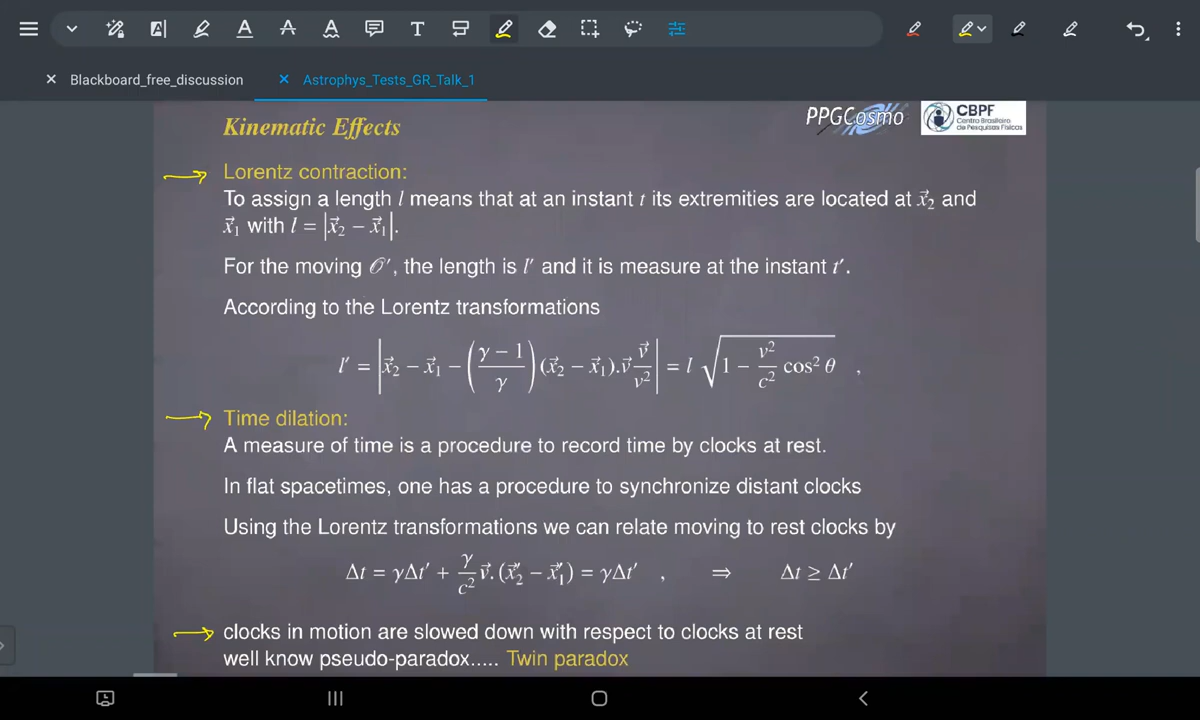 Blackboard_free_discussion
Astrophys_Tests_GR_Talk_1
Kinematic Effects
PPGCosmo
CBPF
Centro Brasileiro
de Pesquisas Físicas
Lorentz contraction:
To assign a length l means that at an instant t its extremities are located at x⃗₂ and
x⃗₁ with l = |x⃗₂ − x⃗₁|.
For the moving 𝒪′, the length is l′ and it is measure at the instant t′.
According to the Lorentz transformations
l′ = |x⃗₂ − x⃗₁ − ((γ − 1)/γ) (x⃗₂ − x⃗₁).v⃗ v⃗/v²| = l √(1 − v²/c² cos² θ) ,
Time dilation:
A measure of time is a procedure to record time by clocks at rest.
In flat spacetimes, one has a procedure to synchronize distant clocks
Using the Lorentz transformations we can relate moving to rest clocks by
Δt = γΔt′ + γ/c² v⃗.(x⃗′₂ − x⃗′₁) = γΔt′ , ⇒ Δt ≥ Δt′
clocks in motion are slowed down with respect to clocks at rest
well know pseudo-paradox..... Twin paradox